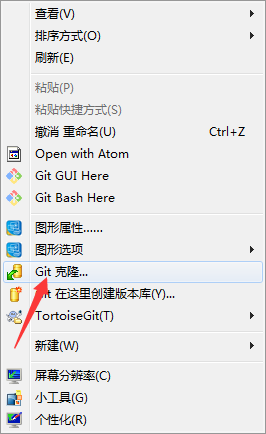 查看(V)
排序方式(O)
刷新(E)
粘贴(P)
粘贴快捷方式(S)
撤消 重命名(U) Ctrl+Z
Open with Atom
Git GUI Here
Git Bash Here
图形属性......
图形选项
Git 克隆...
Git 在这里创建版本库(Y)...
TortoiseGit(T)
新建(W)
屏幕分辨率(C)
小工具(G)
个性化(R)